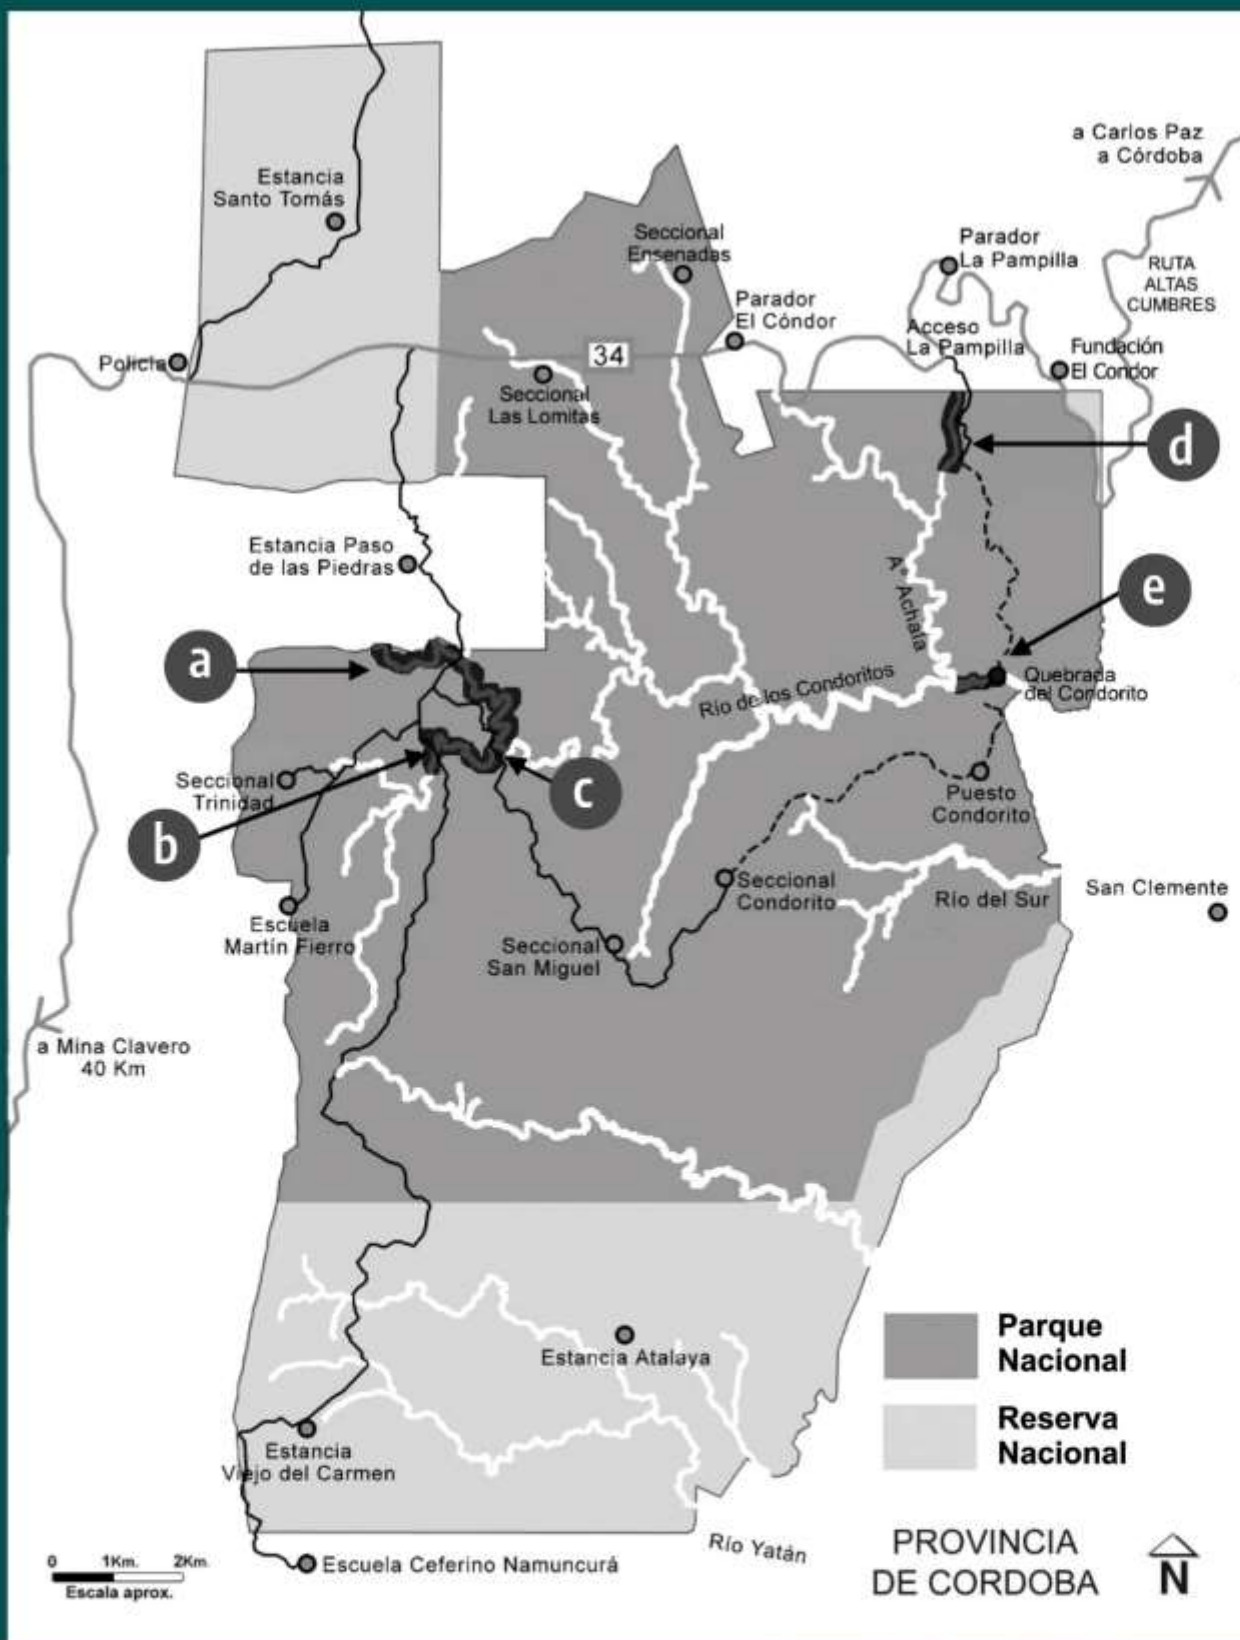 a Carlos Paz
a Córdoba
Estancia
Santo Tomás
Seccional
Ensenadas
Parador
La Pampilla
RUTA
ALTAS
CUMBRES
Parador
El Cóndor
Acceso
La Pampilla
Fundación
El Condor
Policía
34
Seccional
Las Lomitas
d
Estancia Paso
de las Piedras
A° Achala
e
a
Río de los Condoritos
Quebrada
del Condorito
Seccional
Trinidad
c
Puesto
Condorito
b
Seccional
Condorito
Río del Sur
San Clemente
Escuela
Martín Fierro
Seccional
San Miguel
a Mina Clavero
40 Km
Parque
Nacional
Estancia Atalaya
Reserva
Nacional
Estancia
Viejo del Carmen
Río Yatán
PROVINCIA
DE CORDOBA
N
0 1Km. 2Km.
Escala aprox.
Escuela Ceferino Namuncurá